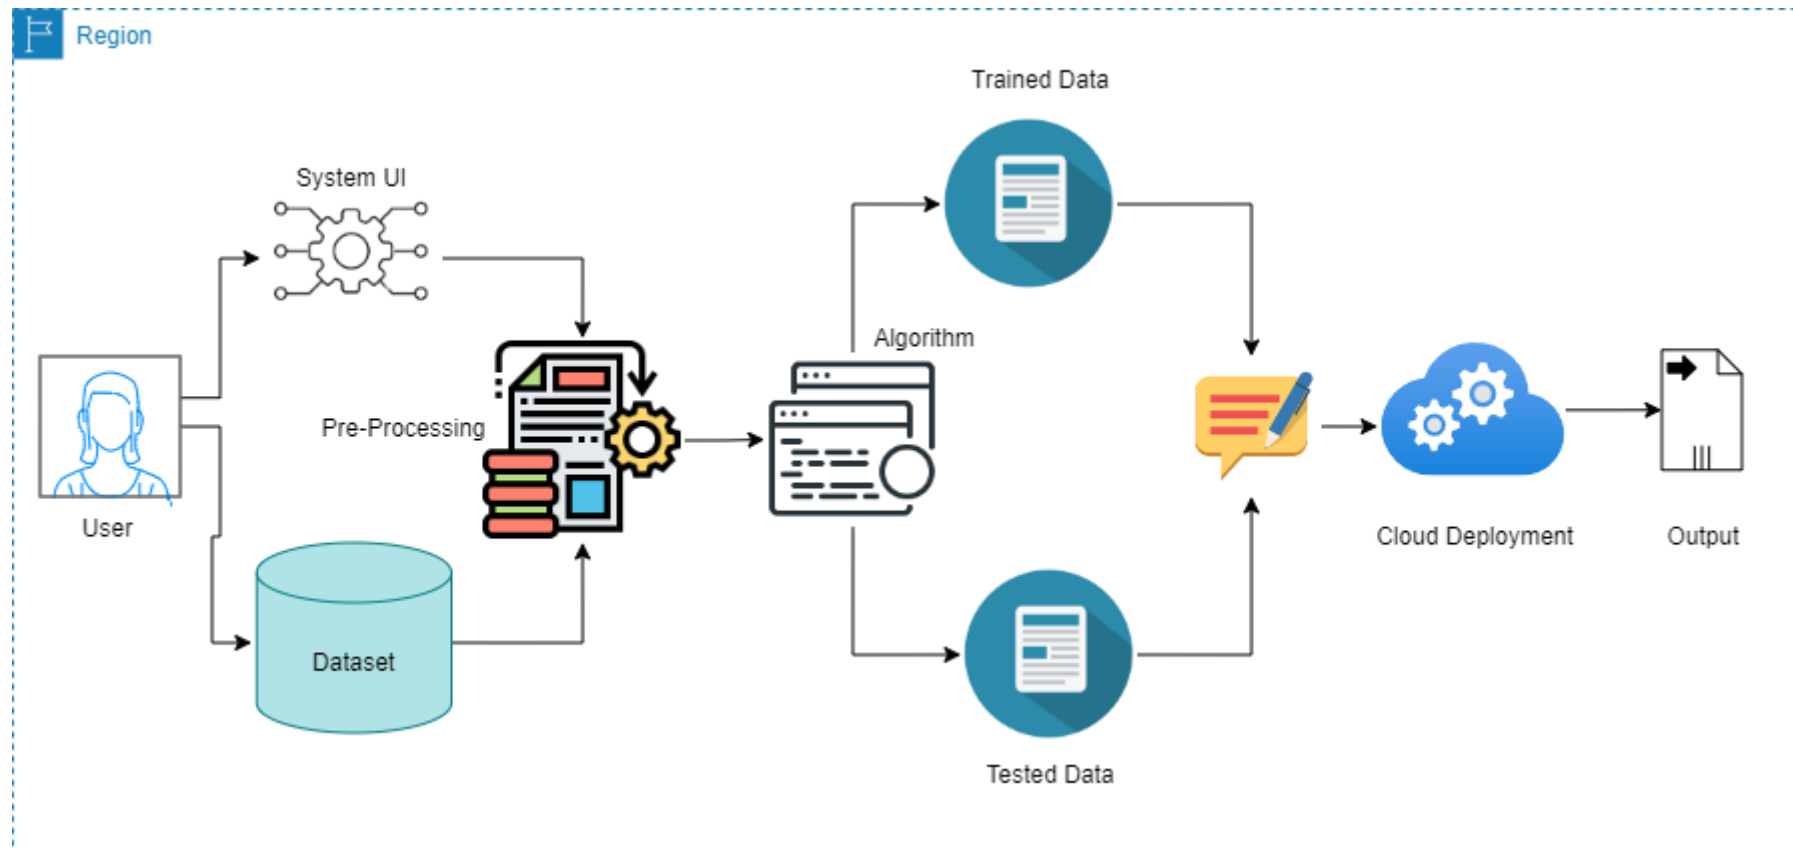 Region
Trained Data
System UI
Algorithm
Pre-Processing
User
Cloud Deployment
Output
Dataset
Tested Data